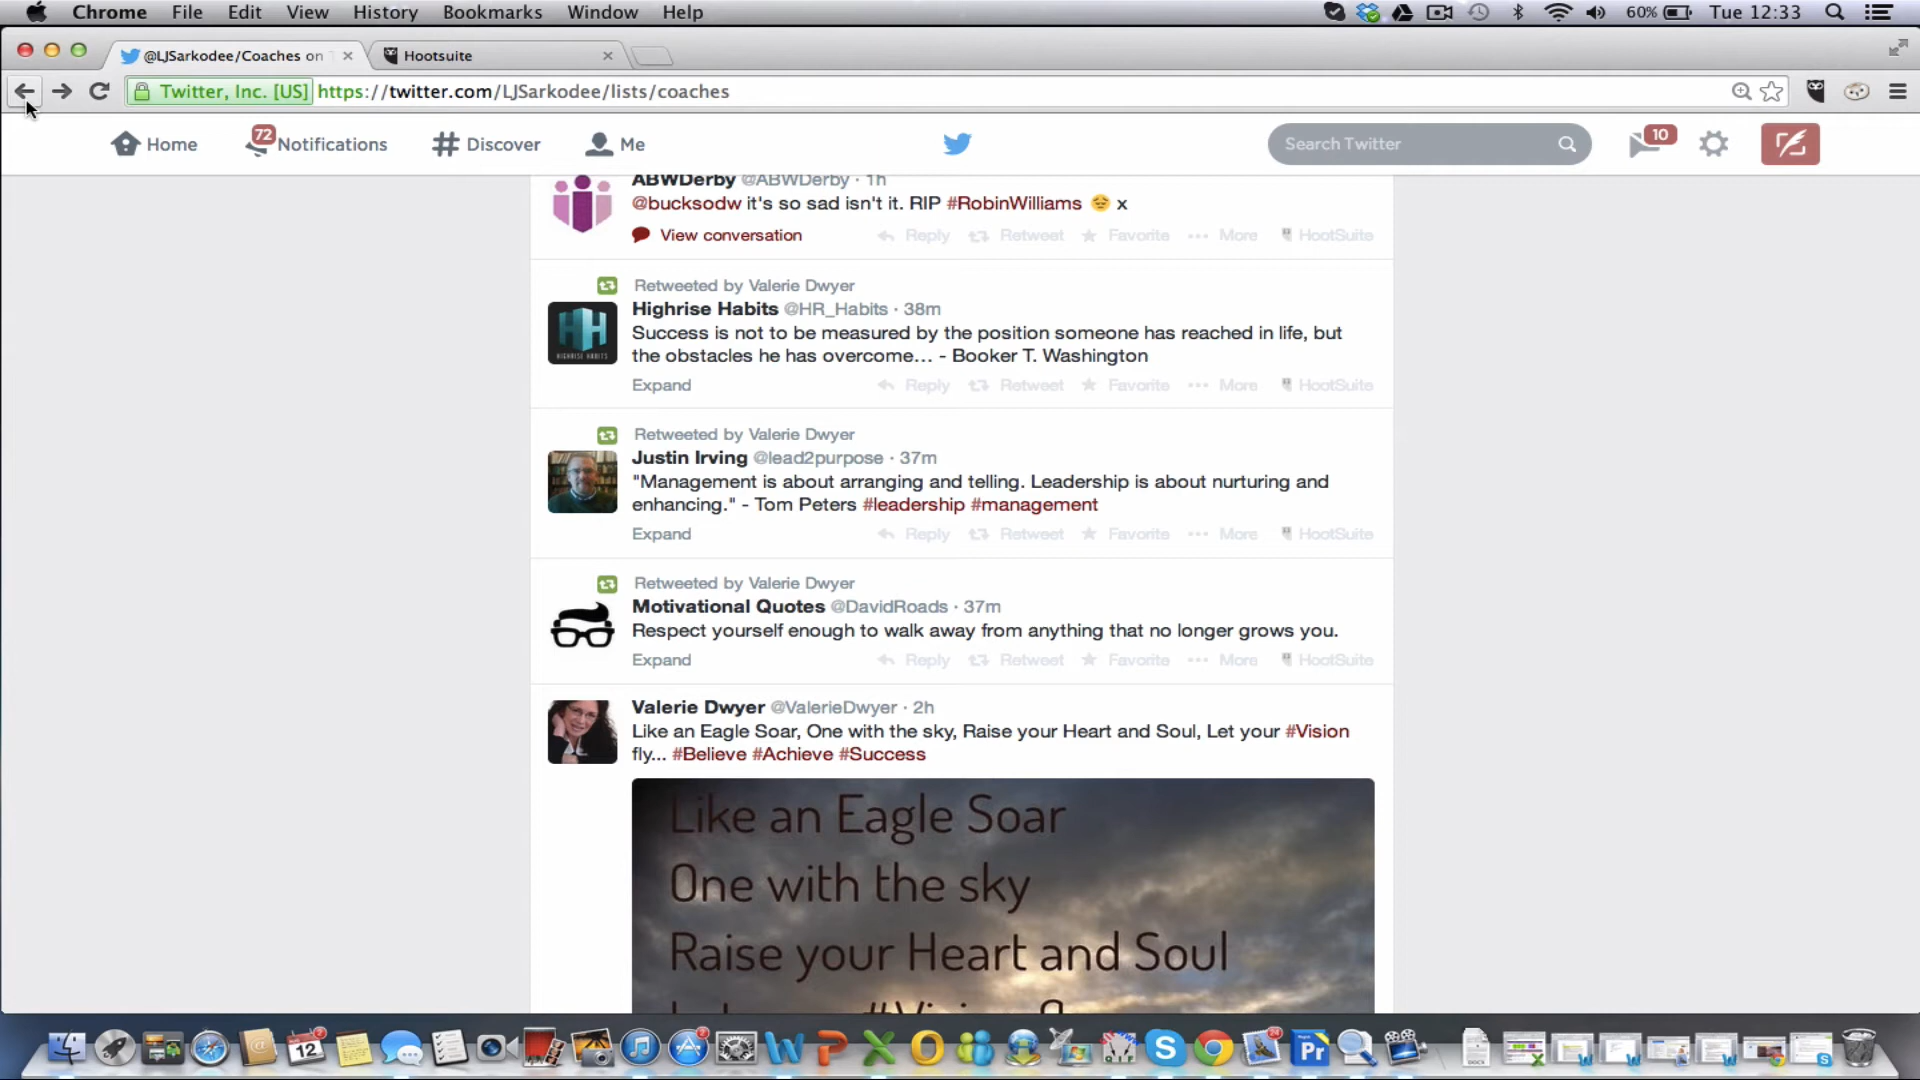 Chrome File Edit View History Bookmarks Window Help 60% Tue 12:33
@LJSarkodee/Coaches on Hootsuite
Twitter, Inc. [US] https://twitter.com/LJSarkodee/lists/coaches
Home 72 Notifications Discover Me Search Twitter 10
ABWDerby @ABWDerby · 1h
@bucksodw it's so sad isn't it. RIP #RobinWilliams 😔 x
View conversation Reply Retweet Favorite More HootSuite
Retweeted by Valerie Dwyer
Highrise Habits @HR_Habits · 38m
HIGHRISE HABITS
Success is not to be measured by the position someone has reached in life, but
the obstacles he has overcome… - Booker T. Washington
Expand Reply Retweet Favorite More HootSuite
Retweeted by Valerie Dwyer
Justin Irving @lead2purpose · 37m
"Management is about arranging and telling. Leadership is about nurturing and
enhancing." - Tom Peters #leadership #management
Expand Reply Retweet Favorite More HootSuite
Retweeted by Valerie Dwyer
Motivational Quotes @DavidRoads · 37m
Respect yourself enough to walk away from anything that no longer grows you.
Expand Reply Retweet Favorite More HootSuite
Valerie Dwyer @ValerieDwyer · 2h
Like an Eagle Soar, One with the sky, Raise your Heart and Soul, Let your #Vision
fly... #Believe #Achieve #Success
Like an Eagle Soar
One with the sky
Raise your Heart and Soul
12 2 2 24 Pr